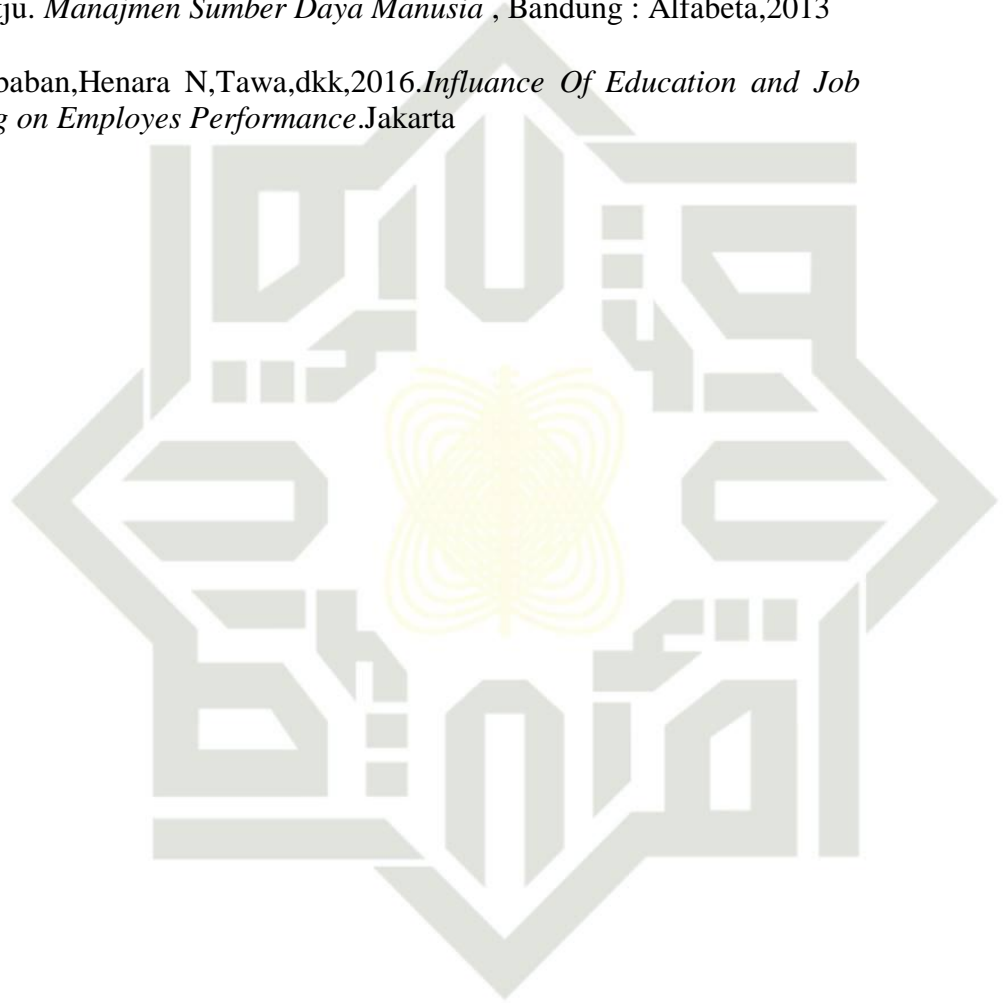 tju. Manajmen Sumber Daya Manusia , Bandung : Alfabeta,2013
baban,Henara N,Tawa,dkk,2016.Influance Of Education and Job
g on Employes Performance.Jakarta